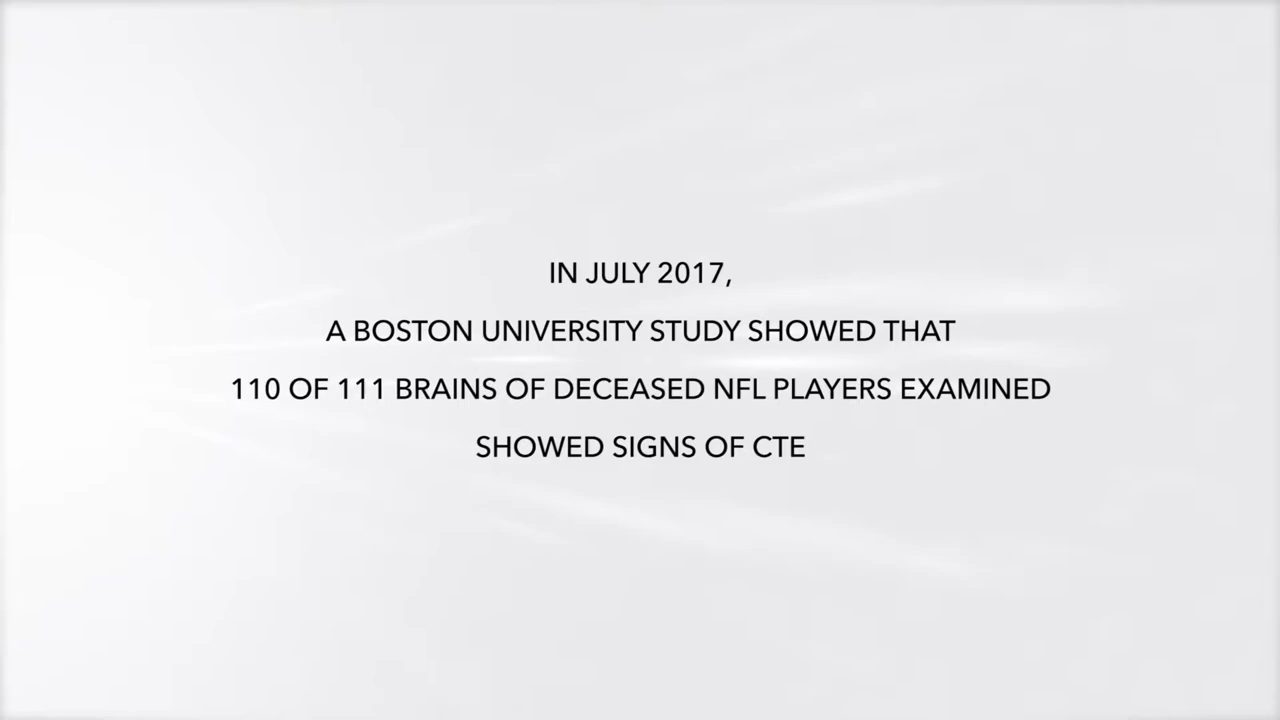 IN JULY 2017,
A BOSTON UNIVERSITY STUDY SHOWED THAT
110 OF 111 BRAINS OF DECEASED NFL PLAYERS EXAMINED
SHOWED SIGNS OF CTE